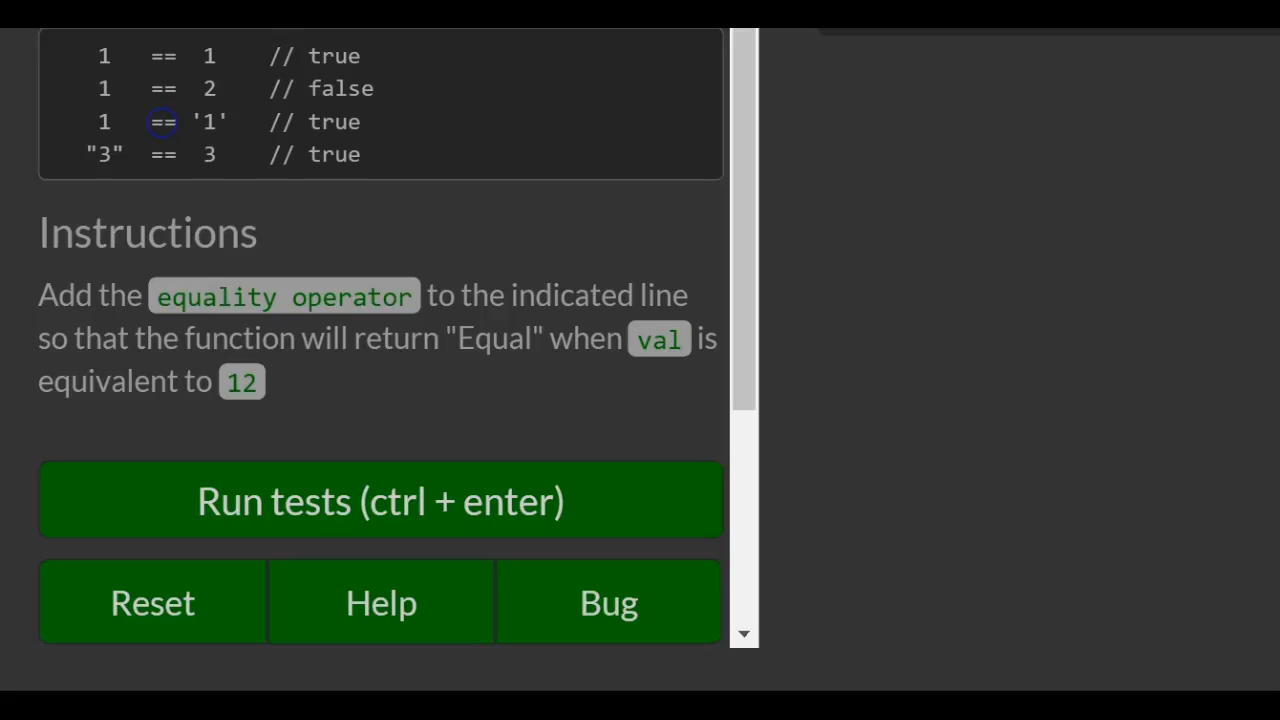 1 == 1 // true
1 == 2 // false
1 == '1' // true
"3" == 3 // true
Instructions
Add the equality operator to the indicated line
so that the function will return "Equal" when val is
equivalent to 12
Run tests (ctrl + enter)
Reset Help Bug